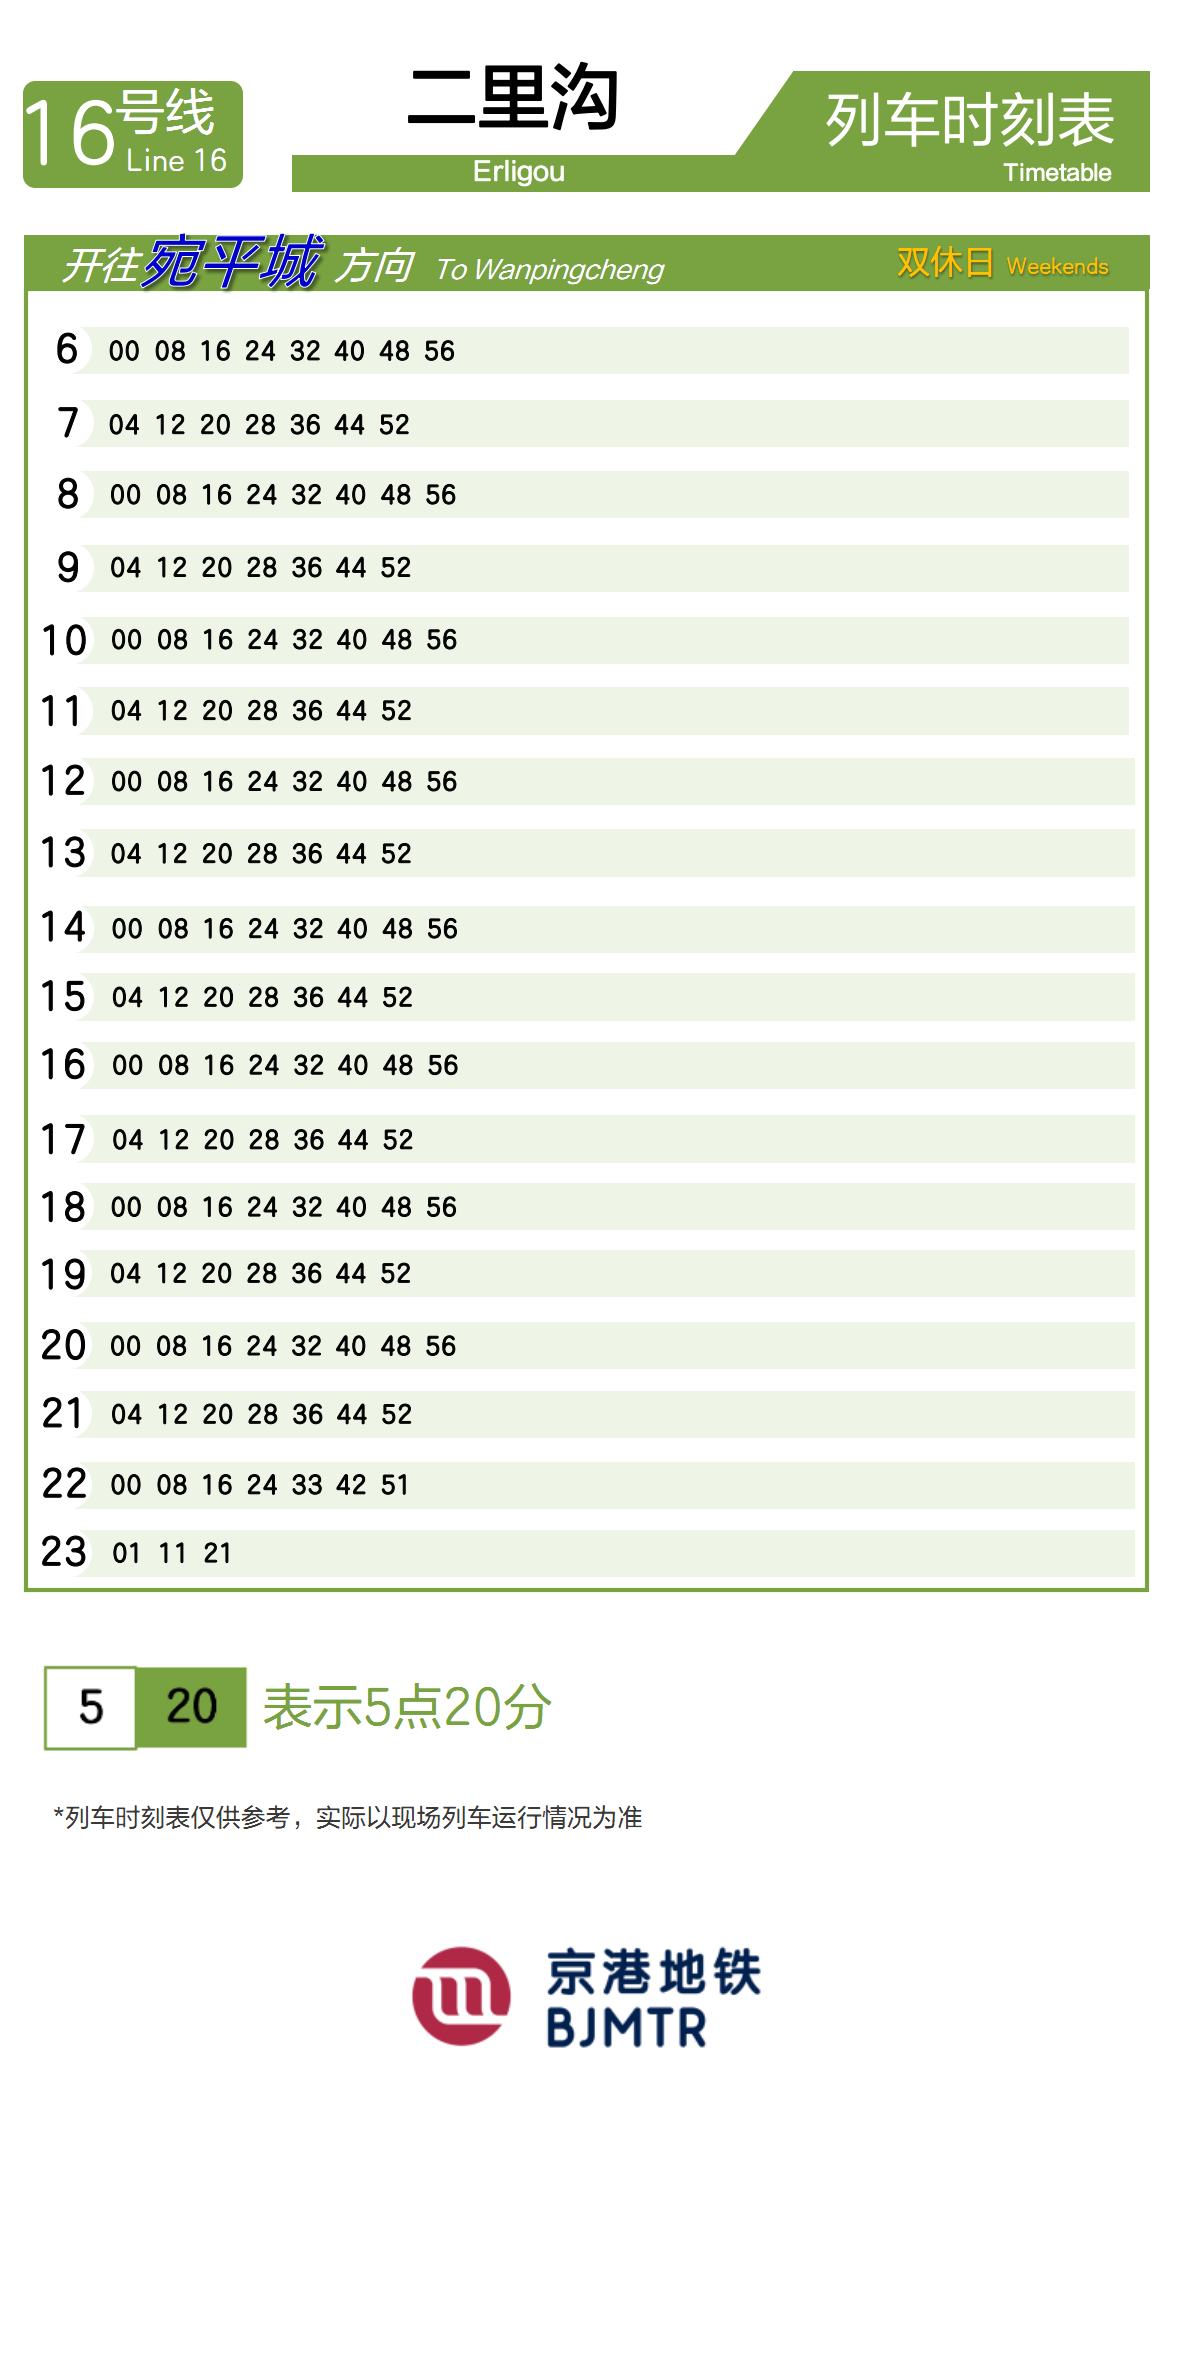 16号线
Line 16
二里沟
Erligou
列车时刻表
Timetable
开往宛平城 方向 To Wanpingcheng 双休日 Weekends
6 00 08 16 24 32 40 48 56
7 04 12 20 28 36 44 52
8 00 08 16 24 32 40 48 56
9 04 12 20 28 36 44 52
10 00 08 16 24 32 40 48 56
11 04 12 20 28 36 44 52
12 00 08 16 24 32 40 48 56
13 04 12 20 28 36 44 52
14 00 08 16 24 32 40 48 56
15 04 12 20 28 36 44 52
16 00 08 16 24 32 40 48 56
17 04 12 20 28 36 44 52
18 00 08 16 24 32 40 48 56
19 04 12 20 28 36 44 52
20 00 08 16 24 32 40 48 56
21 04 12 20 28 36 44 52
22 00 08 16 24 33 42 51
23 01 11 21
5 20 表示5点20分
*列车时刻表仅供参考，实际以现场列车运行情况为准
京港地铁
BJMTR